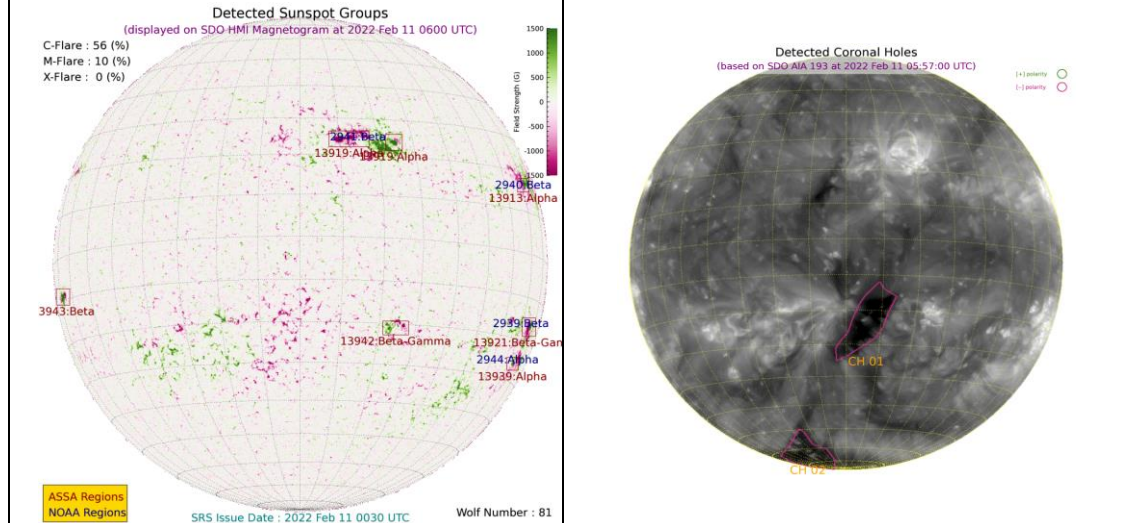 Detected Sunspot Groups
(displayed on SDO HMI Magnetogram at 2022 Feb 11 0600 UTC)
C-Flare : 56 (%)
M-Flare : 10 (%)
X-Flare : 0 (%)
1500
1000
500
0
-500
-1000
-1500
Field Strength (G)
2941:Beta
13919:Alpha
13919:Alpha
2940:Beta
13913:Alpha
3943:Beta
2939:Beta
13942:Beta-Gamma
13921:Beta-Gam
2944:Alpha
13939:Alpha
ASSA Regions
NOAA Regions
SRS Issue Date : 2022 Feb 11 0030 UTC
Wolf Number : 81
Detected Coronal Holes
(based on SDO AIA 193 at 2022 Feb 11 05:57:00 UTC)
[+] polarity
[−] polarity
CH 01
CH 02